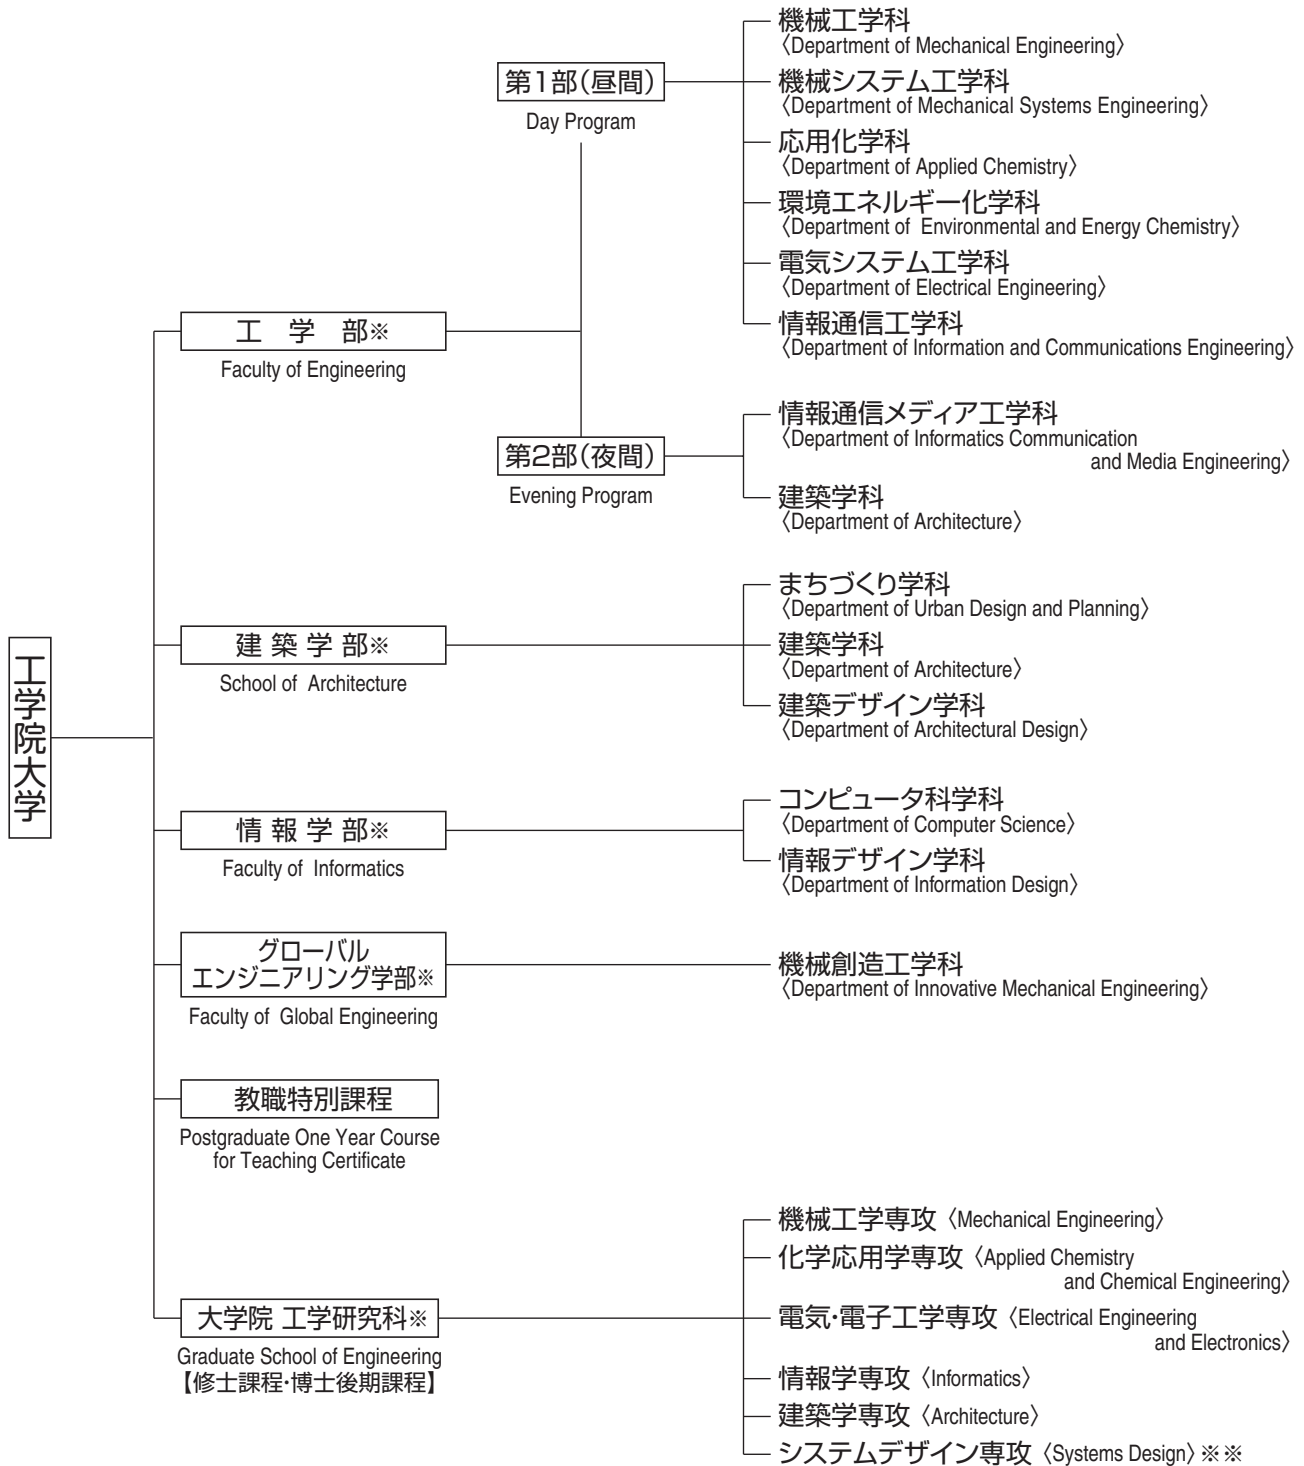 工学院大学
工 学 部※
Faculty of Engineering
第1部(昼間)
Day Program
機械工学科
〈Department of Mechanical Engineering〉
機械システム工学科
〈Department of Mechanical Systems Engineering〉
応用化学科
〈Department of Applied Chemistry〉
環境エネルギー化学科
〈Department of Environmental and Energy Chemistry〉
電気システム工学科
〈Department of Electrical Engineering〉
情報通信工学科
〈Department of Information and Communications Engineering〉
第2部(夜間)
Evening Program
情報通信メディア工学科
〈Department of Informatics Communication
and Media Engineering〉
建築学科
〈Department of Architecture〉
建 築 学 部※
School of Architecture
まちづくり学科
〈Department of Urban Design and Planning〉
建築学科
〈Department of Architecture〉
建築デザイン学科
〈Department of Architectural Design〉
情 報 学 部※
Faculty of Informatics
コンピュータ科学科
〈Department of Computer Science〉
情報デザイン学科
〈Department of Information Design〉
グローバル
エンジニアリング学部※
Faculty of Global Engineering
機械創造工学科
〈Department of Innovative Mechanical Engineering〉
教職特別課程
Postgraduate One Year Course
for Teaching Certificate
大学院 工学研究科※
Graduate School of Engineering
【修士課程・博士後期課程】
機械工学専攻〈Mechanical Engineering〉
化学応用学専攻〈Applied Chemistry
and Chemical Engineering〉
電気・電子工学専攻〈Electrical Engineering
and Electronics〉
情報学専攻〈Informatics〉
建築学専攻〈Architecture〉
システムデザイン専攻〈Systems Design〉※※